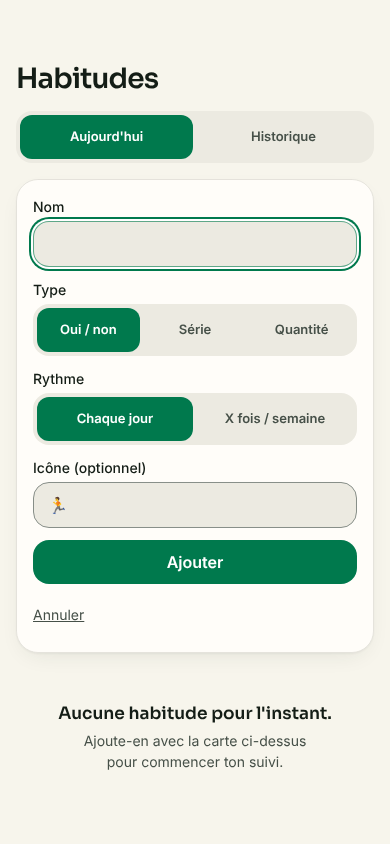 Habitudes
Aujourd'hui
Historique
Nom
Type
Oui / non
Série
Quantité
Rythme
Chaque jour
X fois / semaine
Icône (optionnel)
🏃
Ajouter
Annuler
Aucune habitude pour l'instant.
Ajoute-en avec la carte ci-dessus
pour commencer ton suivi.